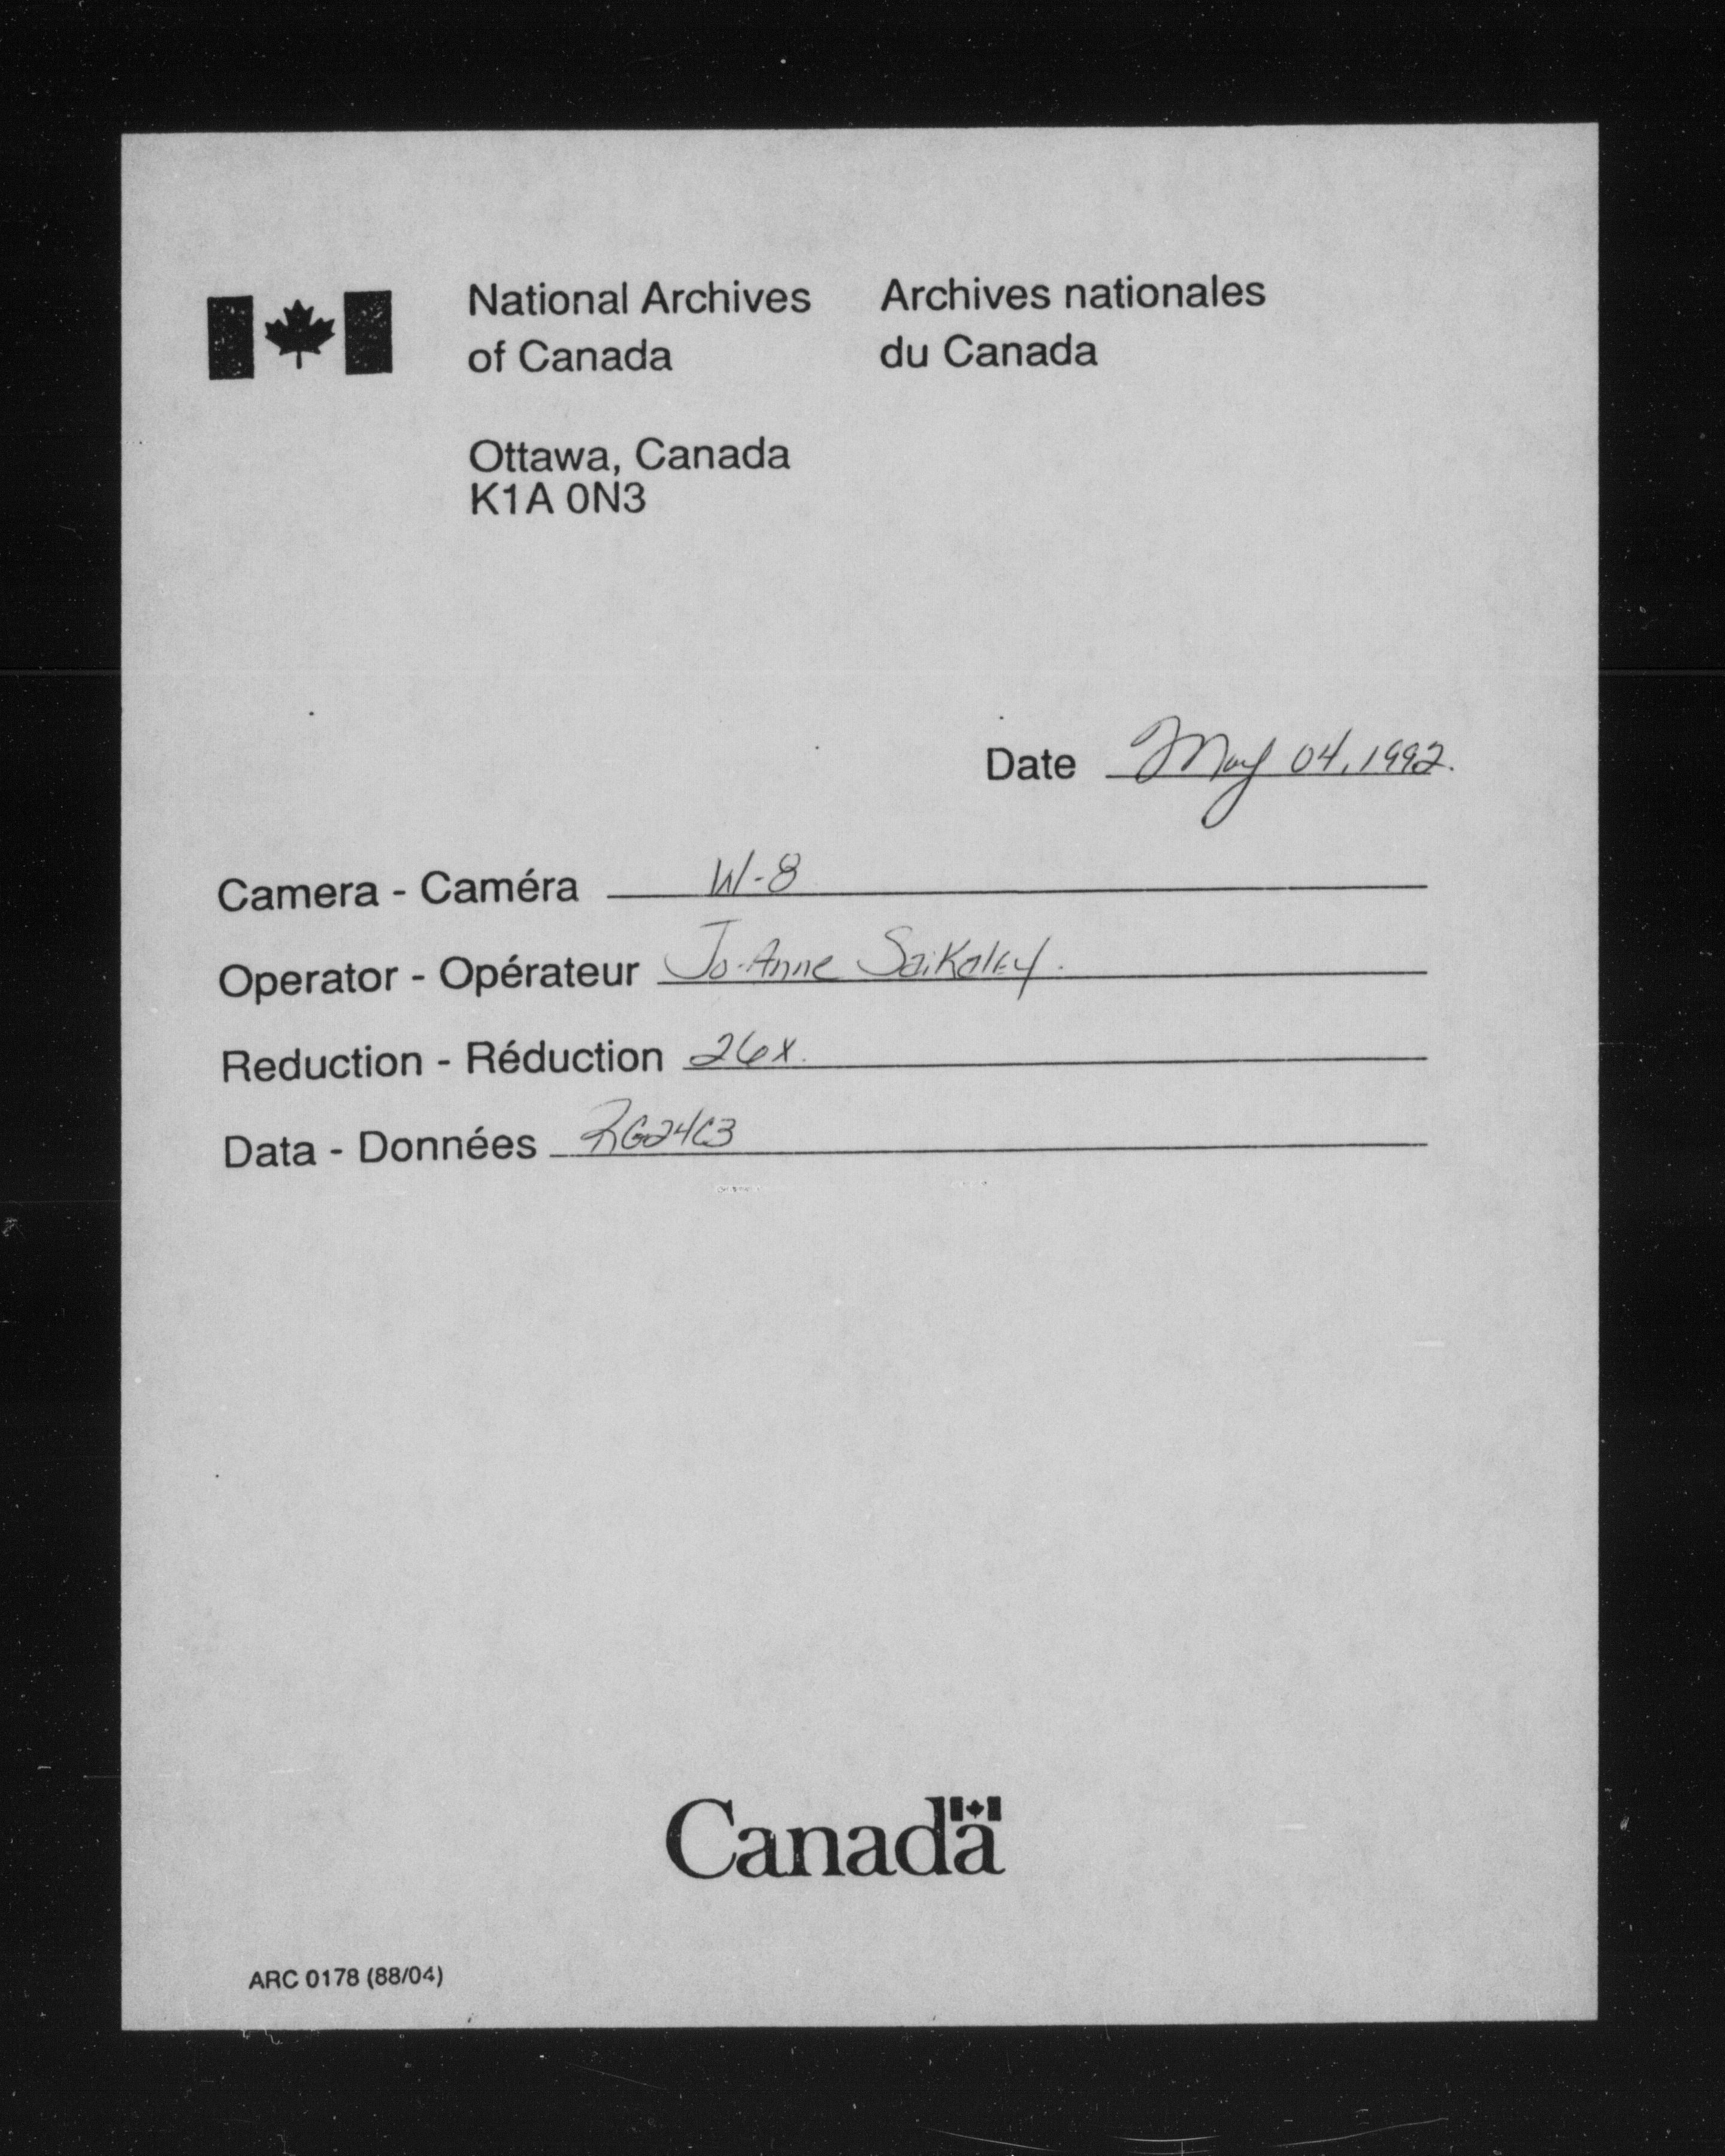 National Archives
of Canada
Archives nationales
du Canada
Ottawa, Canada
K1A 0N3
Date May 04, 1992.
Camera - Caméra W-8
Operator - Opérateur Jo-Anne Saikaley.
Reduction - Réduction 26x.
Data - Données RG24C3
Canada
ARC 0178 (88/04)